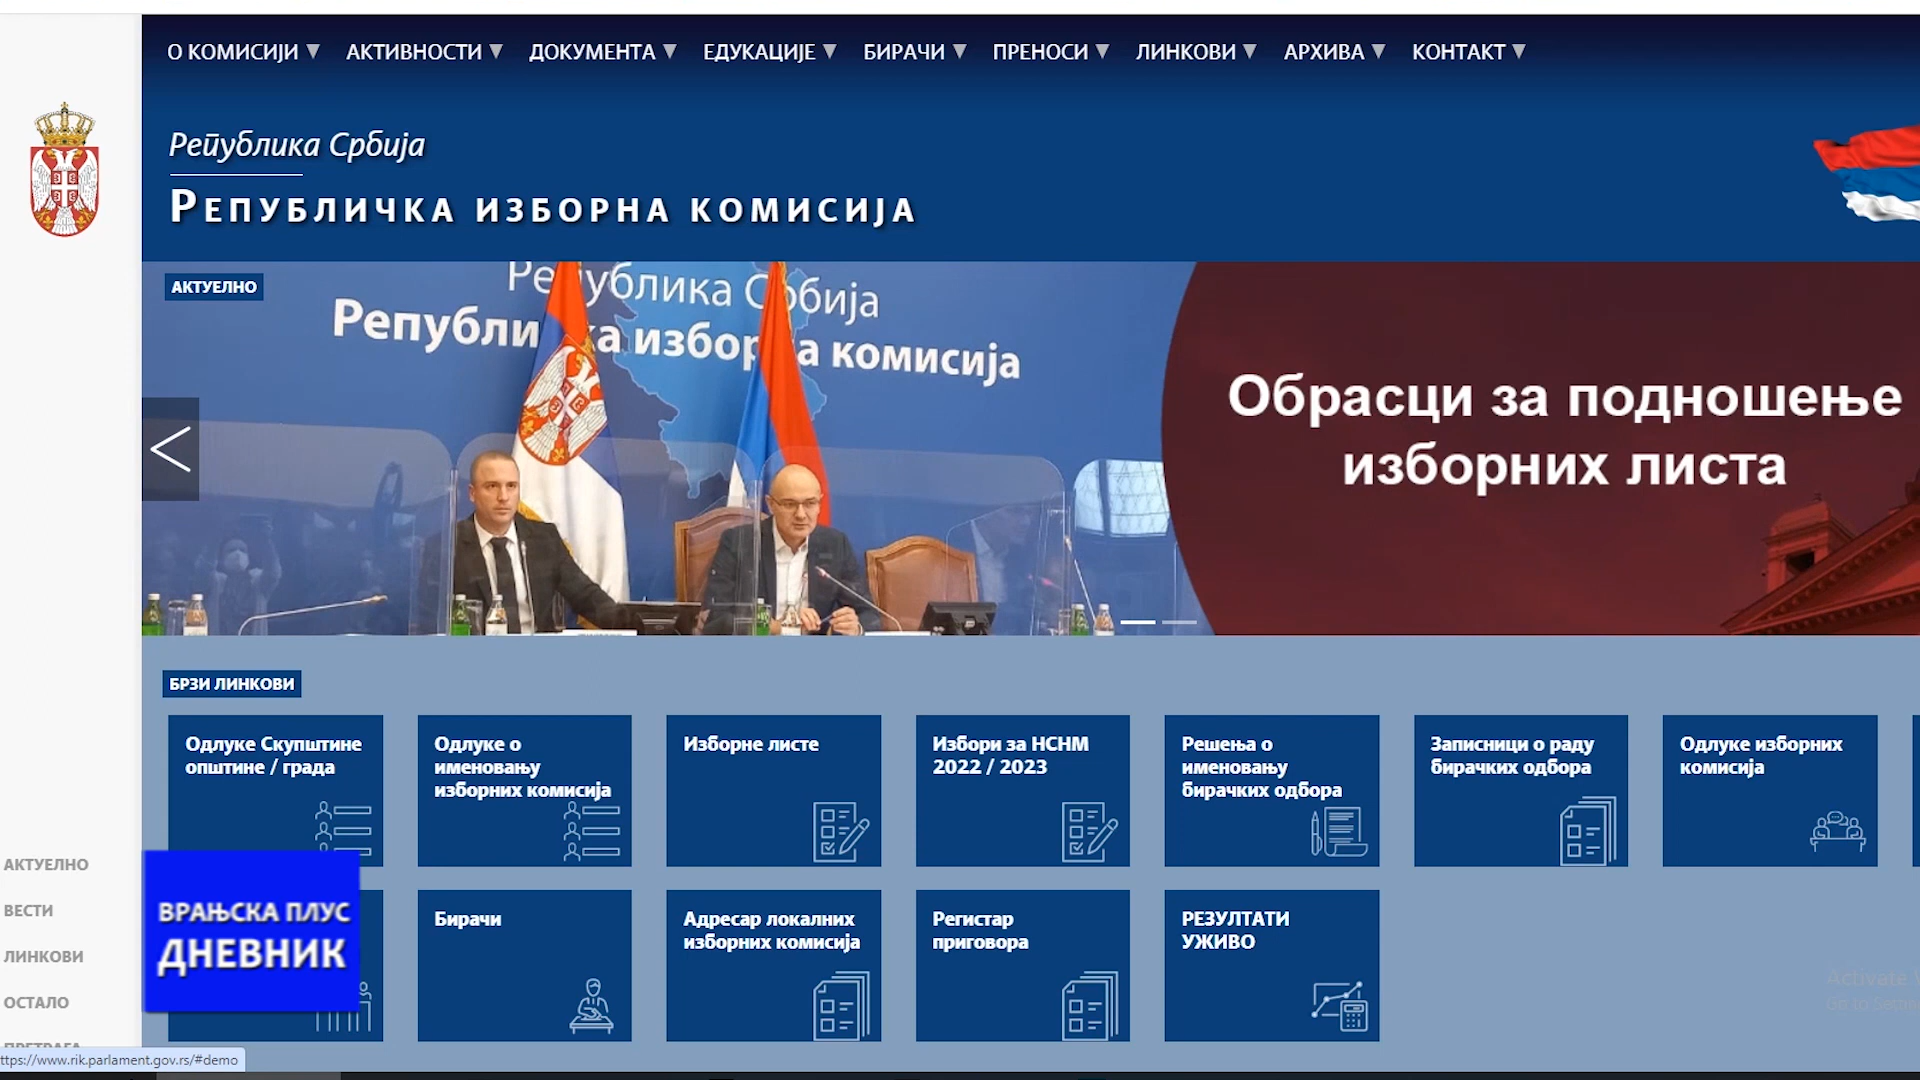 О КОМИСИЈИ АКТИВНОСТИ ДОКУМЕНТА ЕДУКАЦИЈЕ БИРАЧИ ПРЕНОСИ ЛИНКОВИ АРХИВА КОНТАКТ
Република Србија
РЕПУБЛИЧКА ИЗБОРНА КОМИСИЈА
АКТУЕЛНО
Република Србија
Републичка изборна комисија
Обрасци за подношење
изборних листа
БРЗИ ЛИНКОВИ
Одлуке Скупштине
општине / града
Одлуке о
именовању
изборних комисија
Изборне листе
Избори за НСНМ
2022 / 2023
Решења о
именовању
бирачких одбора
Записници о раду
бирачких одбора
Одлуке изборних
комисија
Бирачи
Адресар локалних
изборних комисија
Регистар
приговора
РЕЗУЛТАТИ
УЖИВО
ВРАЊСКА ПЛУС
ДНЕВНИК
АКТУЕЛНО
ВЕСТИ
ЛИНКОВИ
ОСТАЛО
ПРЕТРАГА
ttps://www.rik.parlament.gov.rs/#demo
Activate
Go to